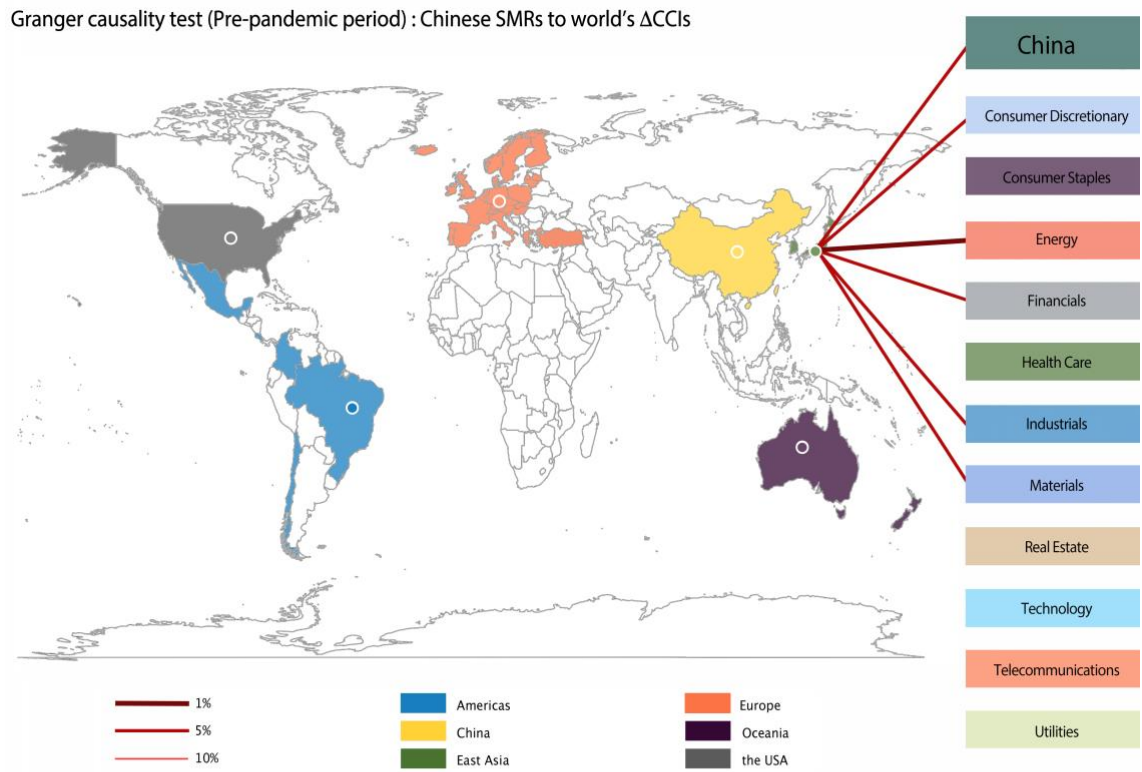 Granger causality test (Pre-pandemic period) : Chinese SMRs to world's ΔCCIs
China
Consumer Discretionary
Consumer Staples
Energy
Financials
Health Care
Industrials
Materials
Real Estate
Technology
Telecommunications
Utilities
1%
5%
10%
Americas
China
East Asia
Europe
Oceania
the USA